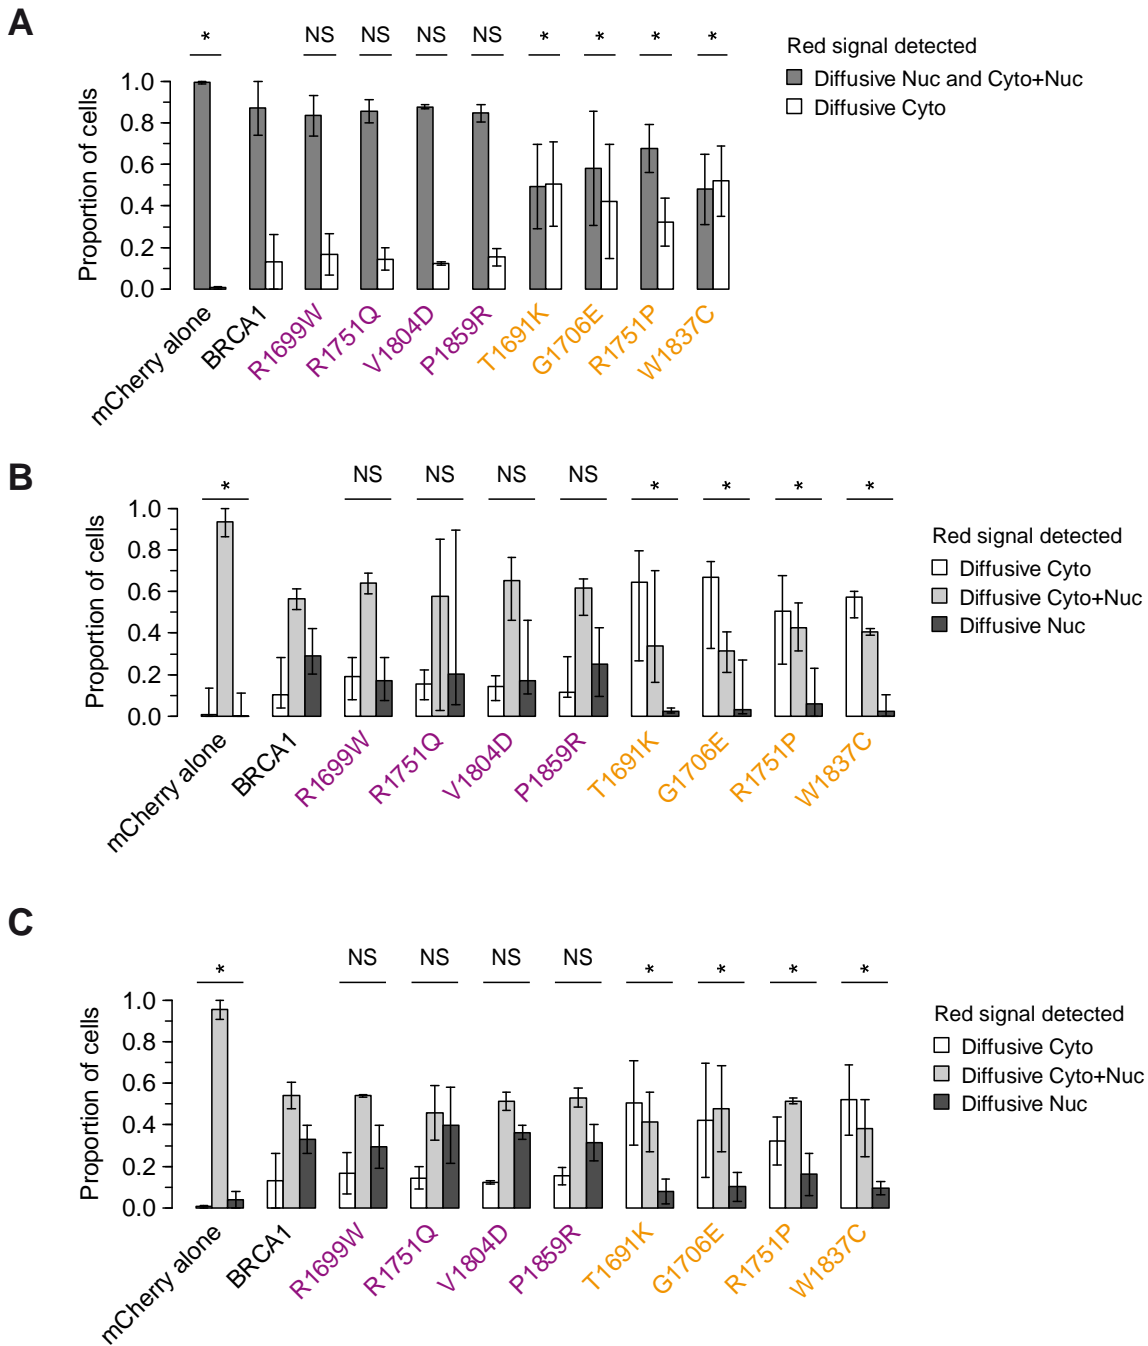 A
* NS NS NS NS * * * *
Red signal detected
Diffusive Nuc and Cyto+Nuc
Diffusive Cyto
Proportion of cells
1.0
0.8
0.6
0.4
0.2
0.0
mCherry alone
BRCA1
R1699W
R1751Q
V1804D
P1859R
T1691K
G1706E
R1751P
W1837C
B
* NS NS NS NS * * * *
Red signal detected
Diffusive Cyto
Diffusive Cyto+Nuc
Diffusive Nuc
Proportion of cells
1.0
0.8
0.6
0.4
0.2
0.0
mCherry alone
BRCA1
R1699W
R1751Q
V1804D
P1859R
T1691K
G1706E
R1751P
W1837C
C
* NS NS NS NS * * * *
Red signal detected
Diffusive Cyto
Diffusive Cyto+Nuc
Diffusive Nuc
Proportion of cells
1.0
0.8
0.6
0.4
0.2
0.0
mCherry alone
BRCA1
R1699W
R1751Q
V1804D
P1859R
T1691K
G1706E
R1751P
W1837C